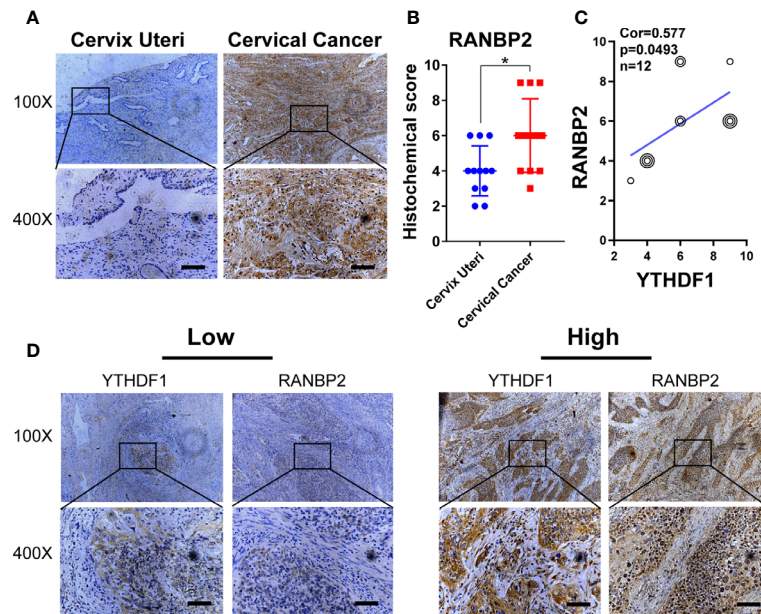 A
Cervix Uteri Cervical Cancer
100X
400X
B
RANBP2
*
Histochemical score
10
8
6
4
2
0
Cervix Uteri
Cervical Cancer
C
Cor=0.577
p=0.0493
n=12
RANBP2
10
8
6
4
2
0
2 4 6 8 10
YTHDF1
D
Low High
YTHDF1 RANBP2 YTHDF1 RANBP2
100X
400X